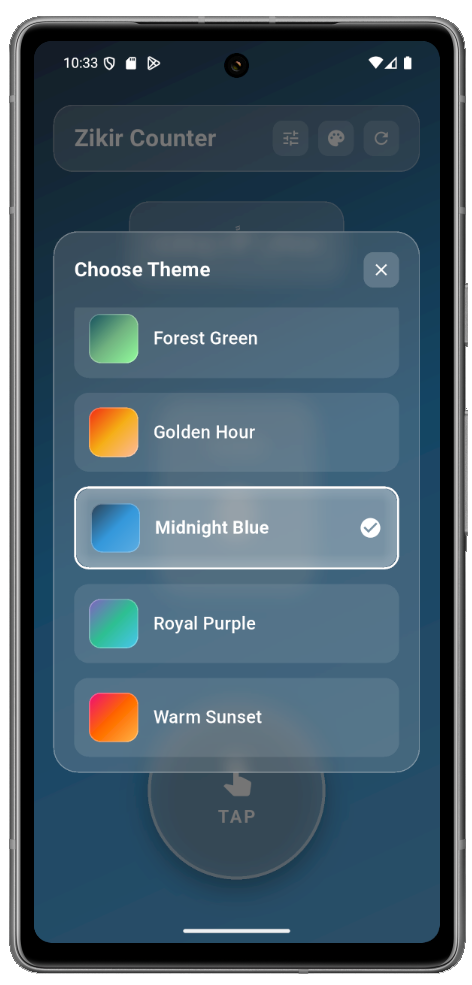 10:33
Zikir Counter
Choose Theme
Forest Green
Golden Hour
Midnight Blue
Royal Purple
Warm Sunset
TAP